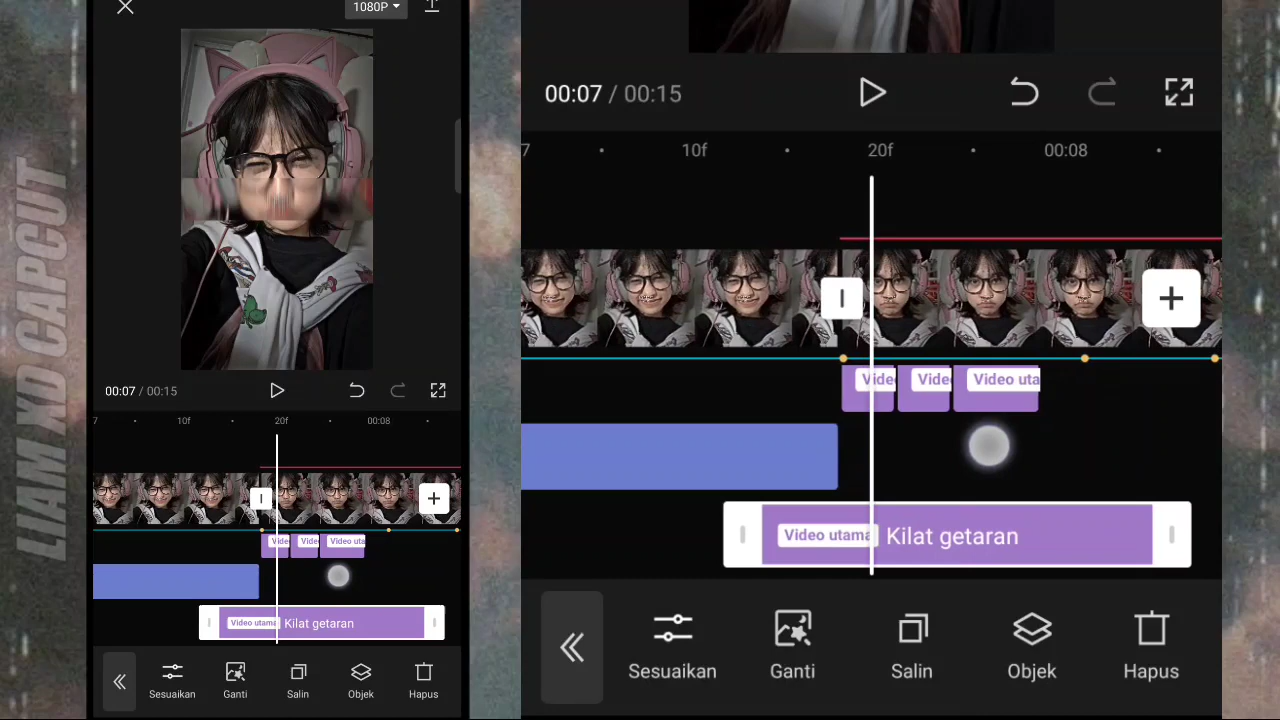 LIAM XD CAPCUT
1080P
00:07 / 00:15
7 10f 20f 00:08
Vide Vide Video uta
Video utama Kilat getaran
Sesuaikan Ganti Salin Objek Hapus
00:07 / 00:15
7 10f 20f 00:08
Vide Vide Video uta
Video utama Kilat getaran
Sesuaikan Ganti Salin Objek Hapus